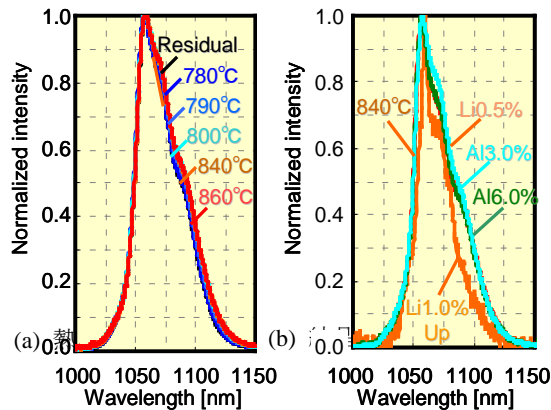 1.0
0.8
0.6
0.4
0.2
0.0
Normalized intensity
Residual
780°C
790°C
800°C
840°C
860°C
1000 1050 1100 1150
Wavelength [nm]
(a) 熱
1.0
0.8
0.6
0.4
0.2
0.0
Normalized intensity
840°C
Li0.5%
Al3.0%
Al6.0%
Li1.0%
Up
1000 1050 1100 1150
Wavelength [nm]
(b)